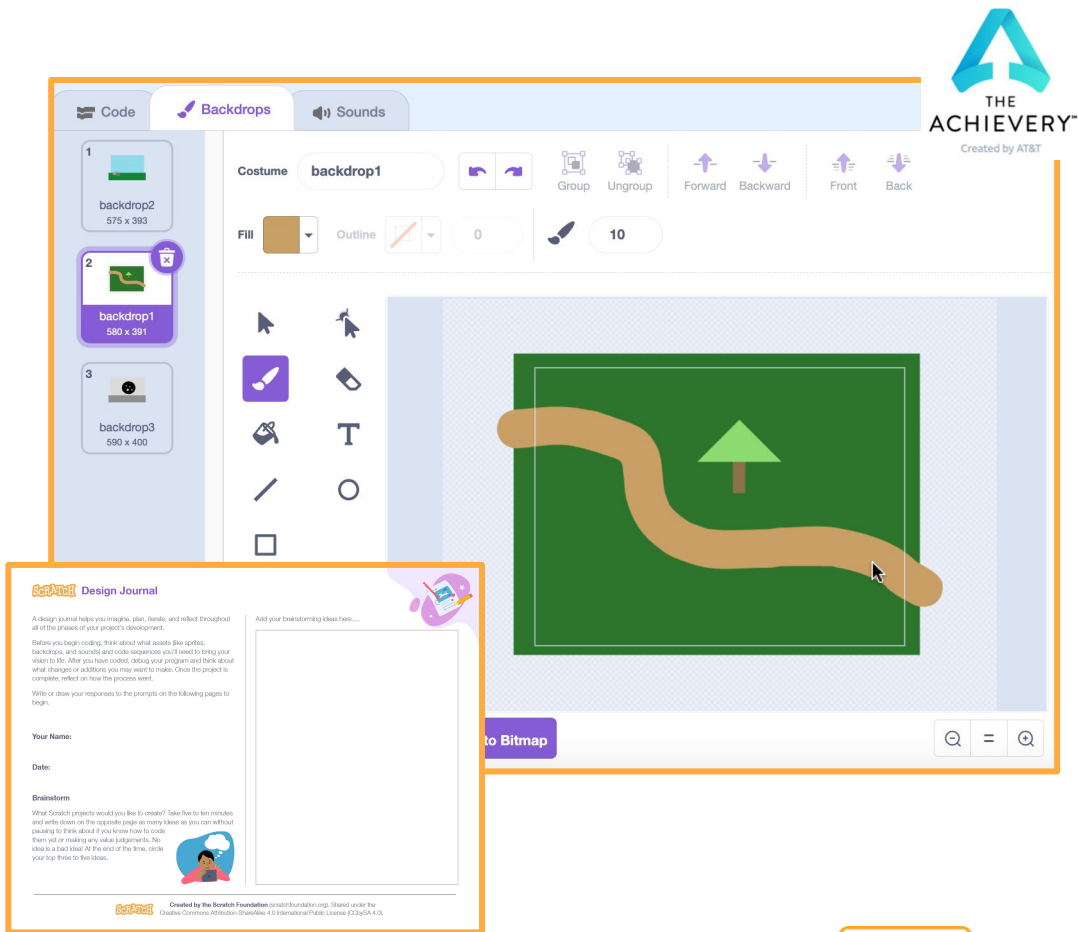 THE
ACHIEVERY™
Created by AT&T
Code
Backdrops
Sounds
1
backdrop2
575 x 393
2
backdrop1
580 x 391
3
backdrop3
590 x 400
Costume
backdrop1
Group
Ungroup
Forward
Backward
Front
Back
Fill
Outline
0
10
T
to Bitmap
=
SCRATCH Design Journal
A design journal helps you imagine, plan, iterate, and reflect throughout
all of the phases of your project's development.
Before you begin coding, think about what assets (like sprites,
backdrops, and sounds) and code sequences you'll need to bring your
vision to life. After you have coded, debug your program and think about
what changes or additions you may want to make. Once the project is
complete, reflect on how the process went.
Write or draw your responses to the prompts on the following pages to
begin.
Your Name:
Date:
Brainstorm
What Scratch projects would you like to create? Take five to ten minutes
and write down on the opposite page as many ideas as you can without
pausing to think about if you know how to code
them yet or making any value judgements. No
idea is a bad idea! At the end of the time, circle
your top three to five ideas.
Add your brainstorming ideas here....
SCRATCH
Created by the Scratch Foundation (scratchfoundation.org). Shared under the
Creative Commons Attribution-ShareAlike 4.0 International Public License (CCbySA 4.0).